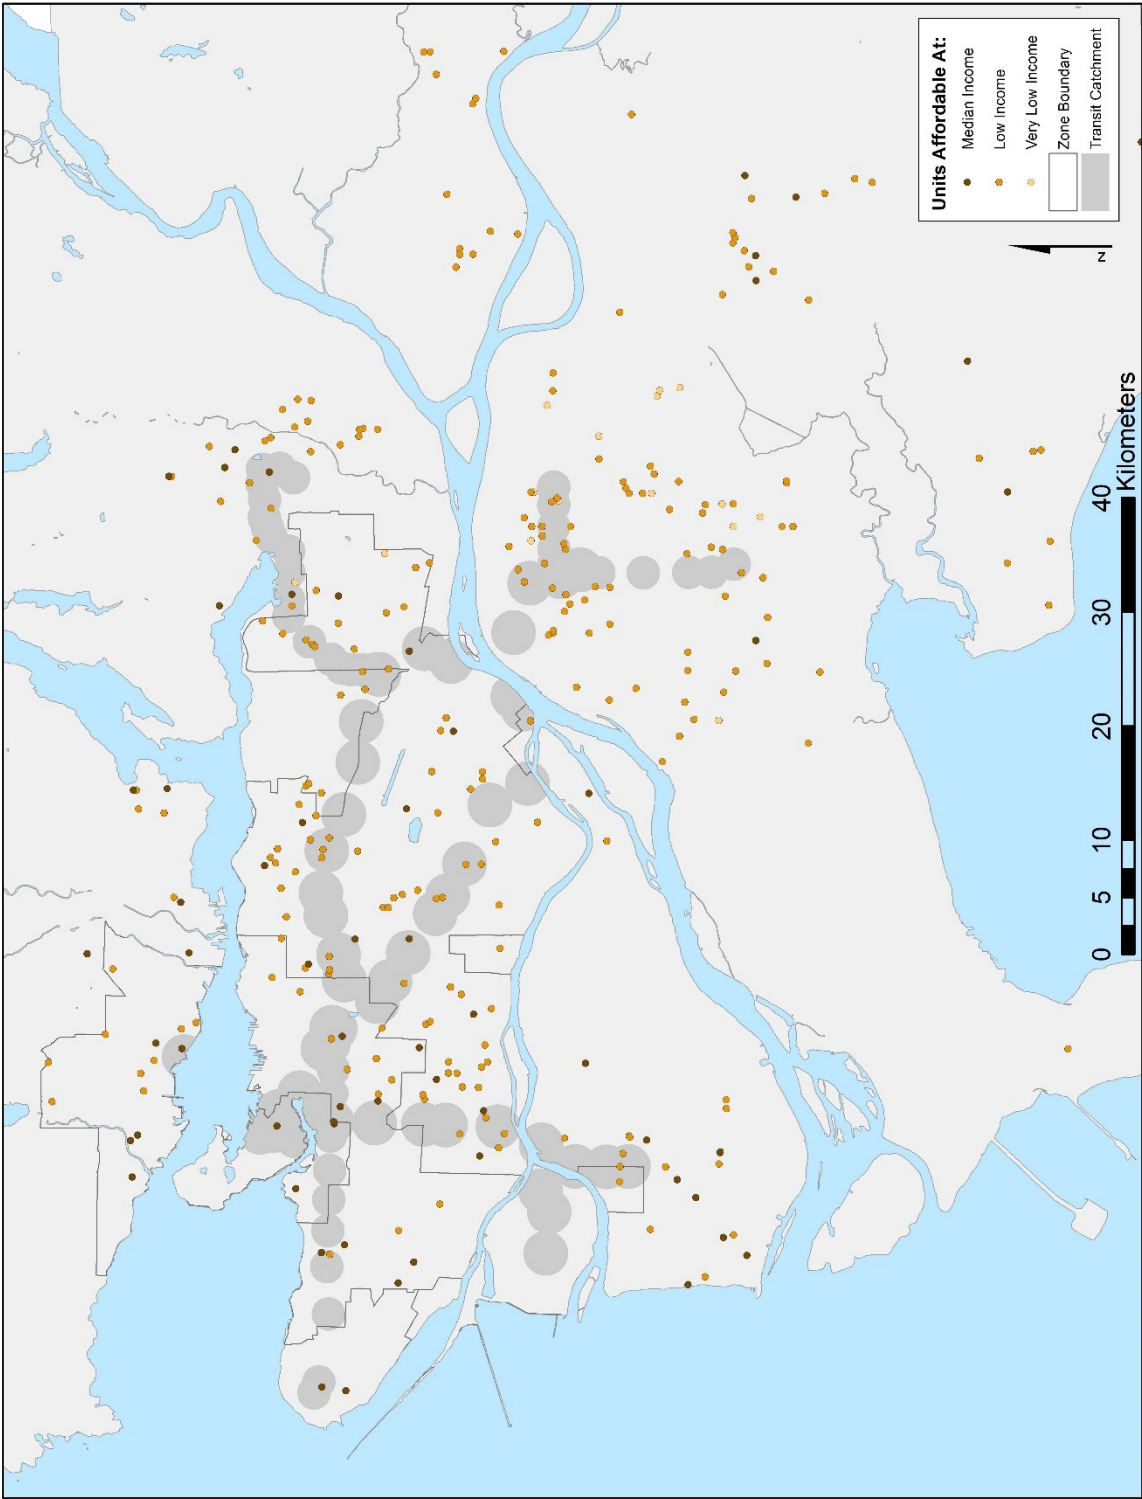 Units Affordable At:
Median Income
Low Income
Very Low Income
Zone Boundary
Transit Catchment
N
0 5 10 20 30 40
Kilometers